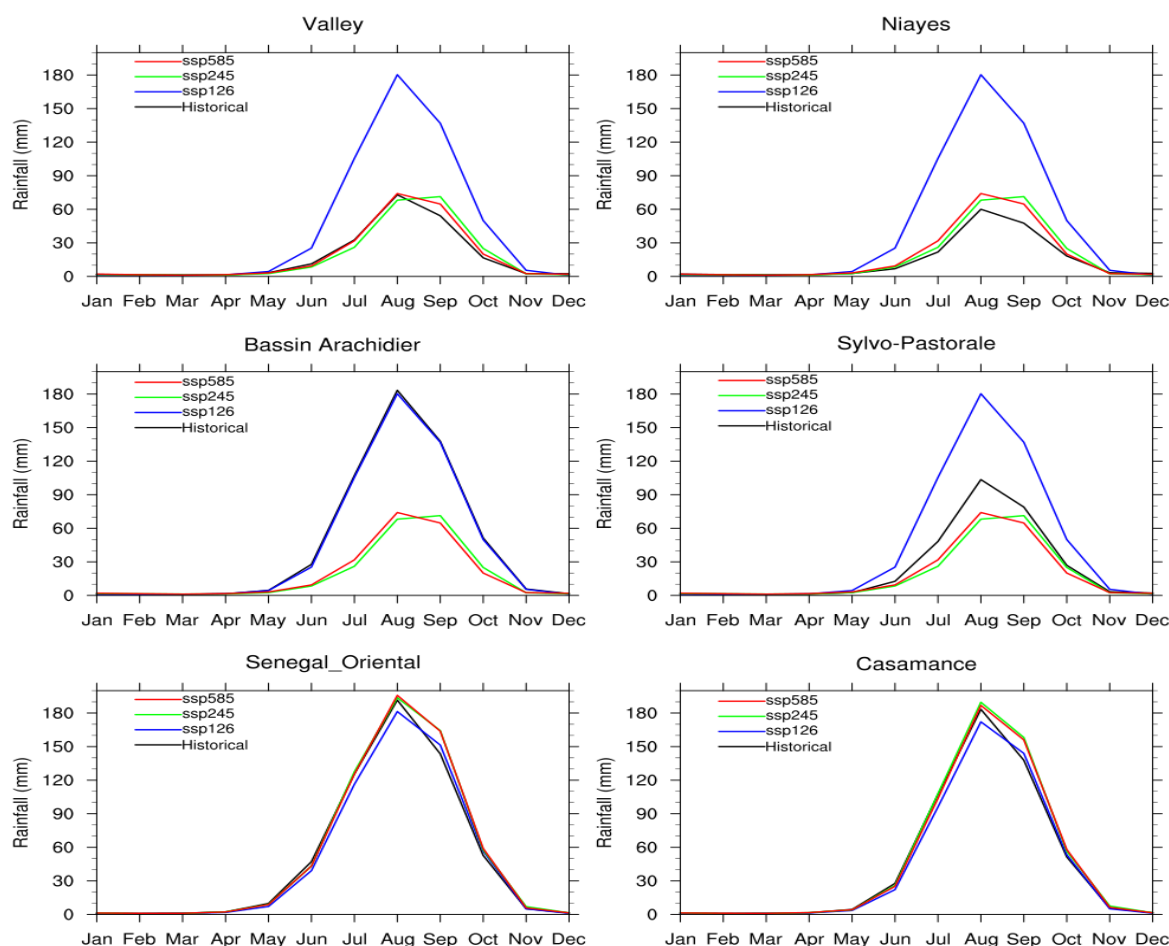 Valley
ssp585
ssp245
ssp126
Historical
Rainfall (mm)
180
150
120
90
60
30
0
Jan Feb Mar Apr May Jun Jul Aug Sep Oct Nov Dec
Niayes
ssp585
ssp245
ssp126
Historical
Rainfall (mm)
180
150
120
90
60
30
0
Jan Feb Mar Apr May Jun Jul Aug Sep Oct Nov Dec
Bassin Arachidier
ssp585
ssp245
ssp126
Historical
Rainfall (mm)
180
150
120
90
60
30
0
Jan Feb Mar Apr May Jun Jul Aug Sep Oct Nov Dec
Sylvo-Pastorale
ssp585
ssp245
ssp126
Historical
Rainfall (mm)
180
150
120
90
60
30
0
Jan Feb Mar Apr May Jun Jul Aug Sep Oct Nov Dec
Senegal_Oriental
ssp585
ssp245
ssp126
Historical
Rainfall (mm)
180
150
120
90
60
30
0
Jan Feb Mar Apr May Jun Jul Aug Sep Oct Nov Dec
Casamance
ssp585
ssp245
ssp126
Historical
Rainfall (mm)
180
150
120
90
60
30
0
Jan Feb Mar Apr May Jun Jul Aug Sep Oct Nov Dec